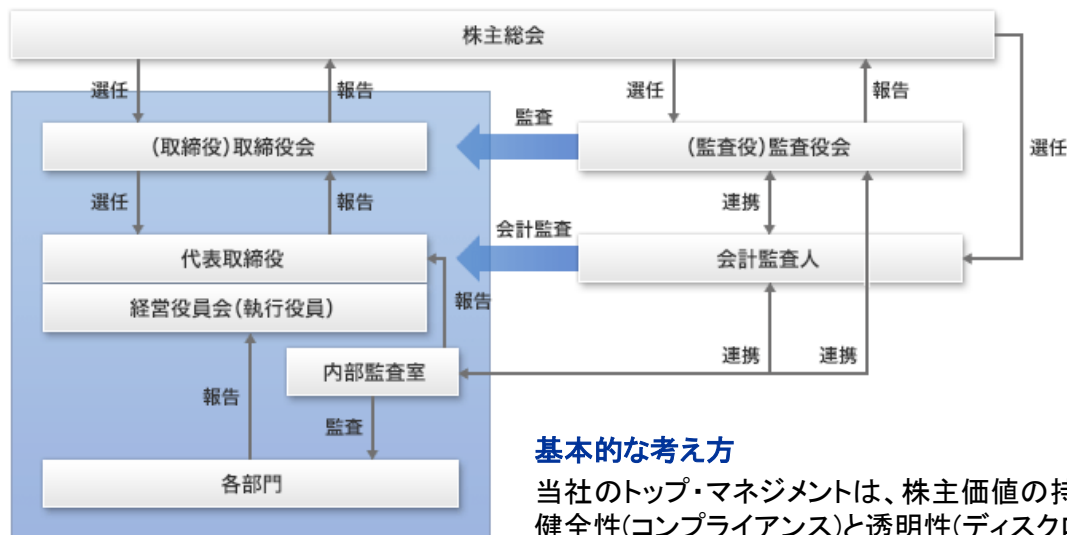 株主総会
選任
報告
選任
報告
監査
(取締役)取締役会
(監査役)監査役会
選任
選任
報告
連携
会計監査
代表取締役
会計監査人
経営役員会(執行役員)
報告
内部監査室
連携
連携
報告
監査
各部門
基本的な考え方
当社のトップ・マネジメントは、株主価値の持
健全性(コンプライアンス)と透明性(ディスクロ